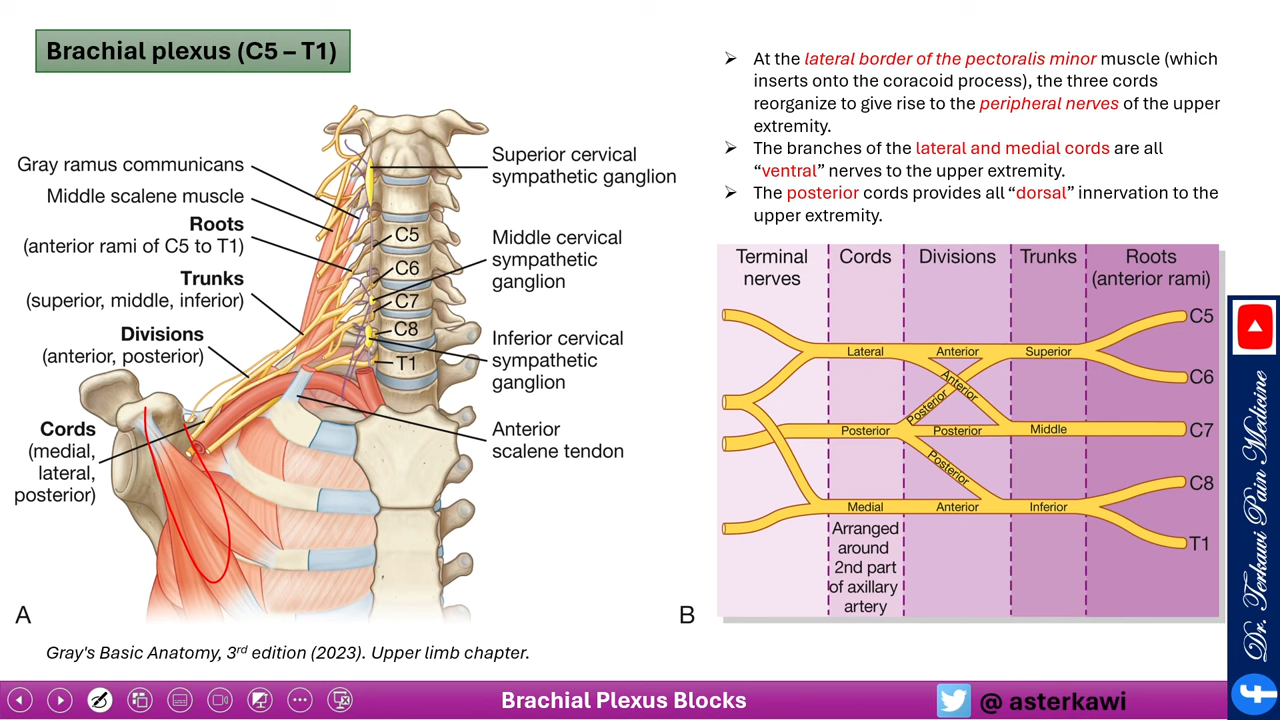 Brachial plexus (C5 – T1)
➢ At the lateral border of the pectoralis minor muscle (which
inserts onto the coracoid process), the three cords
reorganize to give rise to the peripheral nerves of the upper
extremity.
➢ The branches of the lateral and medial cords are all
“ventral” nerves to the upper extremity.
➢ The posterior cords provides all “dorsal” innervation to the
upper extremity.
Gray ramus communicans
Middle scalene muscle
Roots
(anterior rami of C5 to T1)
Trunks
(superior, middle, inferior)
Divisions
(anterior, posterior)
Cords
(medial,
lateral,
posterior)
C5
C6
C7
C8
T1
Superior cervical
sympathetic ganglion
Middle cervical
sympathetic
ganglion
Inferior cervical
sympathetic
ganglion
Anterior
scalene tendon
A
Terminal
nerves
Cords
Divisions
Trunks
Roots
(anterior rami)
C5
Lateral
Anterior
Superior
C6
Anterior
Posterior
Posterior
Posterior
Middle
C7
Posterior
C8
Medial
Anterior
Inferior
T1
Arranged
around
2nd part
of axillary
artery
B
Gray's Basic Anatomy, 3rd edition (2023). Upper limb chapter.
Dr. Terkawi Pain Medicine
Brachial Plexus Blocks
@ asterkawi